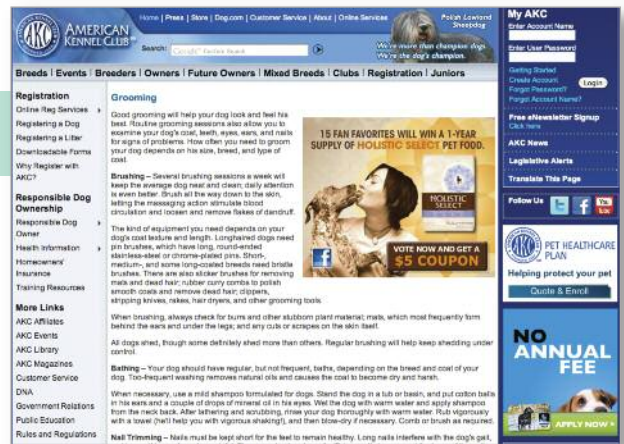 AMERICAN
KENNEL CLUB
AKC
Home | Press | Store | Dog.com | Customer Service | About | Online Services
Search:
Polish Lowland
Sheepdog
We're more than champion dogs.
We're the dog's champion.
Breeds | Events | Breeders | Owners | Future Owners | Mixed Breeds | Clubs | Registration | Juniors
My AKC
Enter Account Name
Enter User Password
Getting Started
Create Account
Forgot Password?
Forgot Account Name?
Login
Free eNewsletter Signup
Click here
AKC News
Legislative Alerts
Translate This Page
Follow Us
You
AKC
PET HEALTHCARE
PLAN
Helping protect your pet
Quote & Enroll
NO
ANNUAL
FEE
APPLY NOW
Registration
Online Reg Services
Registering a Dog
Registering a Litter
Downloadable Forms
Why Register with
AKC?
Responsible Dog
Ownership
Responsible Dog
Owner
Health Information
Homeowners'
Insurance
Training Resources
More Links
AKC Affiliates
AKC Events
AKC Library
AKC Magazines
Customer Service
DNA
Government Relations
Public Education
Rules and Regulations
Grooming
Good grooming will help your dog look and feel his
best. Routine grooming sessions also allow you to
examine your dog's coat, teeth, eyes, ears, and nails
for signs of problems. How often you need to groom
your dog depends on his size, breed, and type of
coat.
Brushing – Several brushing sessions a week will
keep the average dog neat and clean; daily attention
is even better. Brush all the way down to the skin,
letting the massaging action stimulate blood
circulation and loosen and remove flakes of dandruff.
The kind of equipment you need depends on your
dog's coat texture and length. Longhaired dogs need
pin brushes, which have long, round-ended
stainless-steel or chrome-plated pins. Short-,
medium-, and some long-coated breeds need bristle
brushes. There are also slicker brushes for removing
mats and dead hair; rubber curry combs to polish
smooth coats and remove dead hair; clippers,
stripping knives, rakes, hair dryers, and other grooming tools
15 FAN FAVORITES WILL WIN A 1-YEAR
SUPPLY OF HOLISTIC SELECT PET FOOD.
HOLISTIC
SELECT
VOTE NOW AND GET A
$5 COUPON
When brushing, always check for burrs and other stubborn plant material; mats, which most frequently form
behind the ears and under the legs; and any cuts or scrapes on the skin itself.
All dogs shed, though some definitely shed more than others. Regular brushing will help keep shedding under
control.
Bathing – Your dog should have regular, but not frequent, baths, depending on the breed and coat of your
dog. Too-frequent washing removes natural oils and causes the coat to become dry and harsh.
When necessary, use a mild shampoo formulated for dogs. Stand the dog in a tub or basin, and put cotton balls
in his ears and a couple of drops of mineral oil in his eyes. Wet the dog with warm water and apply shampoo
from the neck back. After lathering and scrubbing, rinse your dog thoroughly with warm water. Rub vigorously
with a towel (he'll help you with vigorous shaking!), and then blow-dry if necessary. Comb or brush as required.
Nail Trimming – Nails must be kept short for the feet to remain healthy. Long nails interfere with the dog's gait,